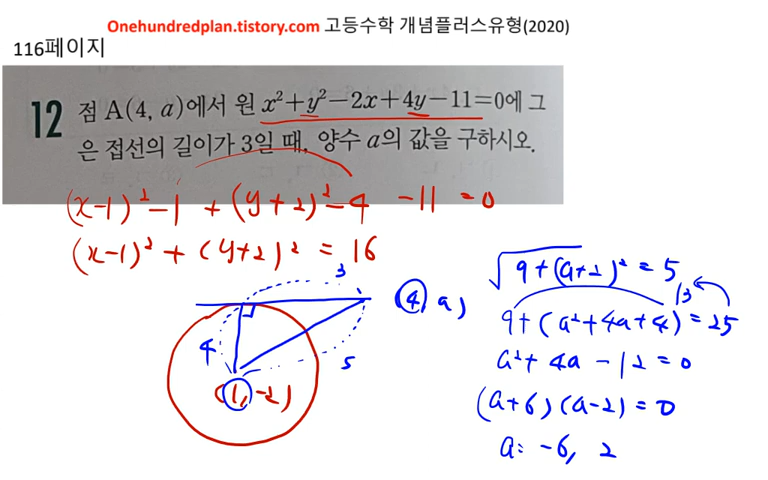 Onehundredplan.tistory.com 고등수학 개념플러스유형(2020)
116페이지
12 점 A(4, a)에서 원 x²+y²-2x+4y-11=0에 그
은 접선의 길이가 3일 때, 양수 a의 값을 구하시오.
(x-1)²-1 + (y+2)²-4 -11 = 0
(x-1)² + (y+2)² = 16
3
(4, a)
4
5
(1, -2)
√9+(a+2)² = 5
13
9+(a²+4a+4) = 25
a²+4a-12=0
(a+6)(a-2)=0
a: -6, 2